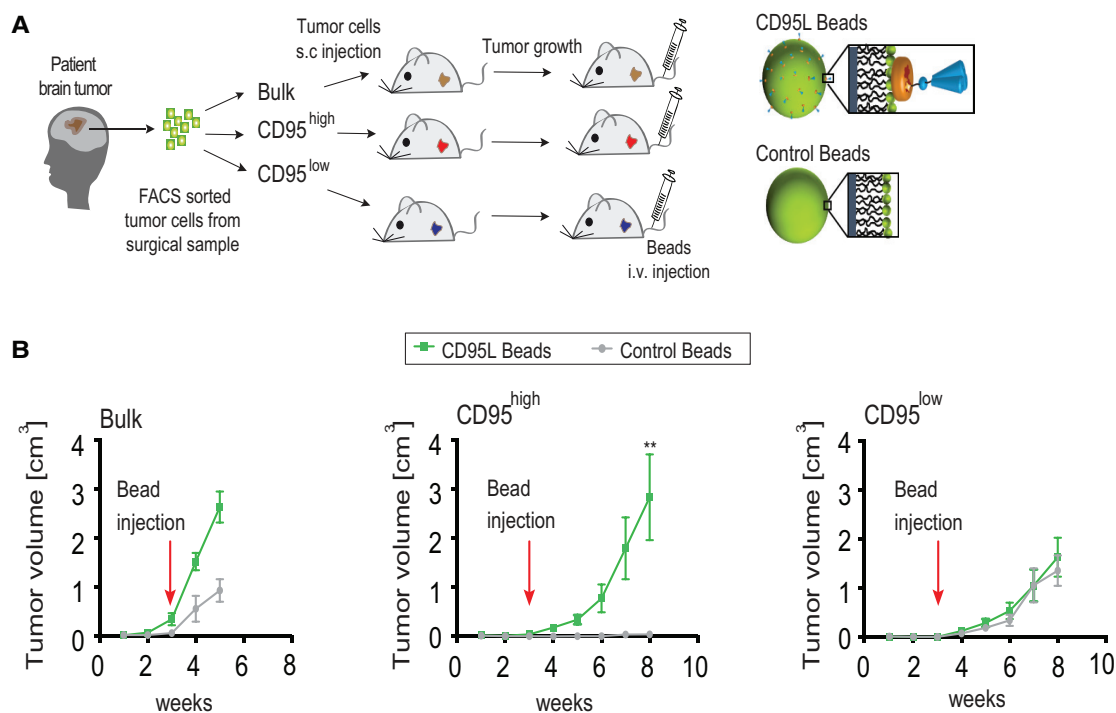 A
Patient
brain tumor
FACS sorted
tumor cells from
surgical sample
Bulk
CD95high
CD95low
Tumor cells
s.c injection
Tumor growth
Beads
i.v. injection
CD95L Beads
Control Beads
B
CD95L Beads
Control Beads
Bulk
Tumor volume [cm3]
4
3
2
1
0
Bead
injection
0 2 4 6 8
weeks
CD95high
Tumor volume [cm3]
4
3
2
1
0
Bead
injection
**
0 2 4 6 8 10
weeks
CD95low
Tumor volume [cm3]
4
3
2
1
0
Bead
injection
0 2 4 6 8 10
weeks